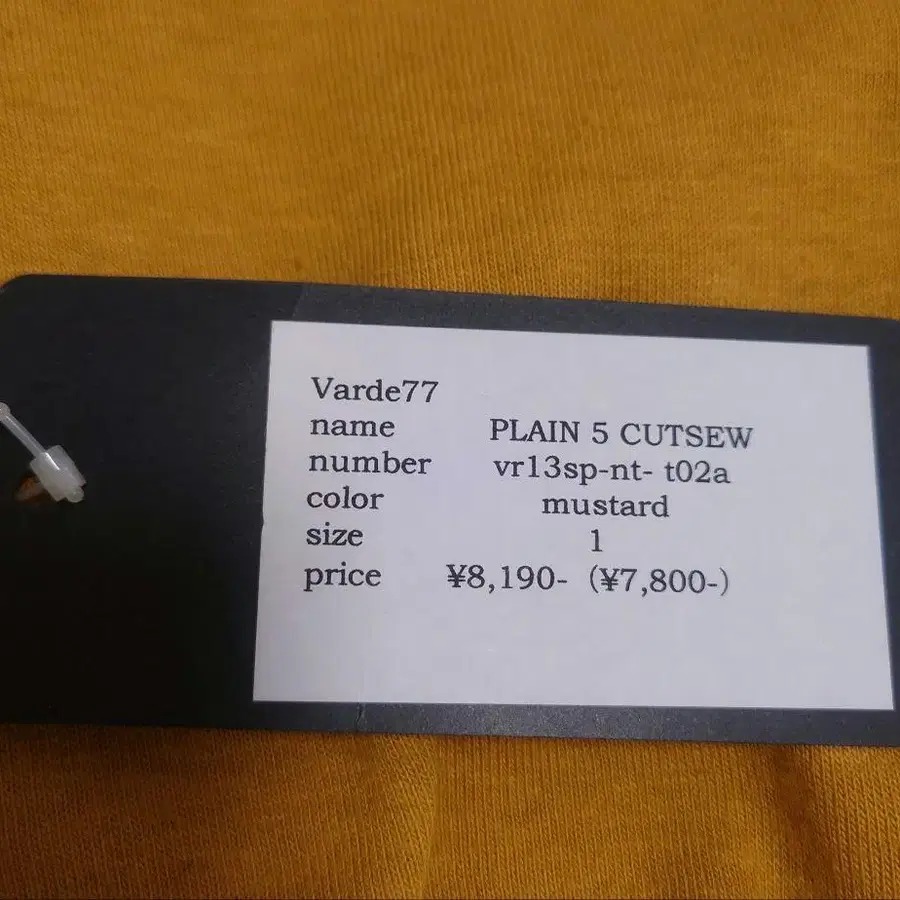 Varde77
name PLAIN 5 CUTSEW
number vr13sp-nt- t02a
color mustard
size 1
price ¥8,190- (¥7,800-)